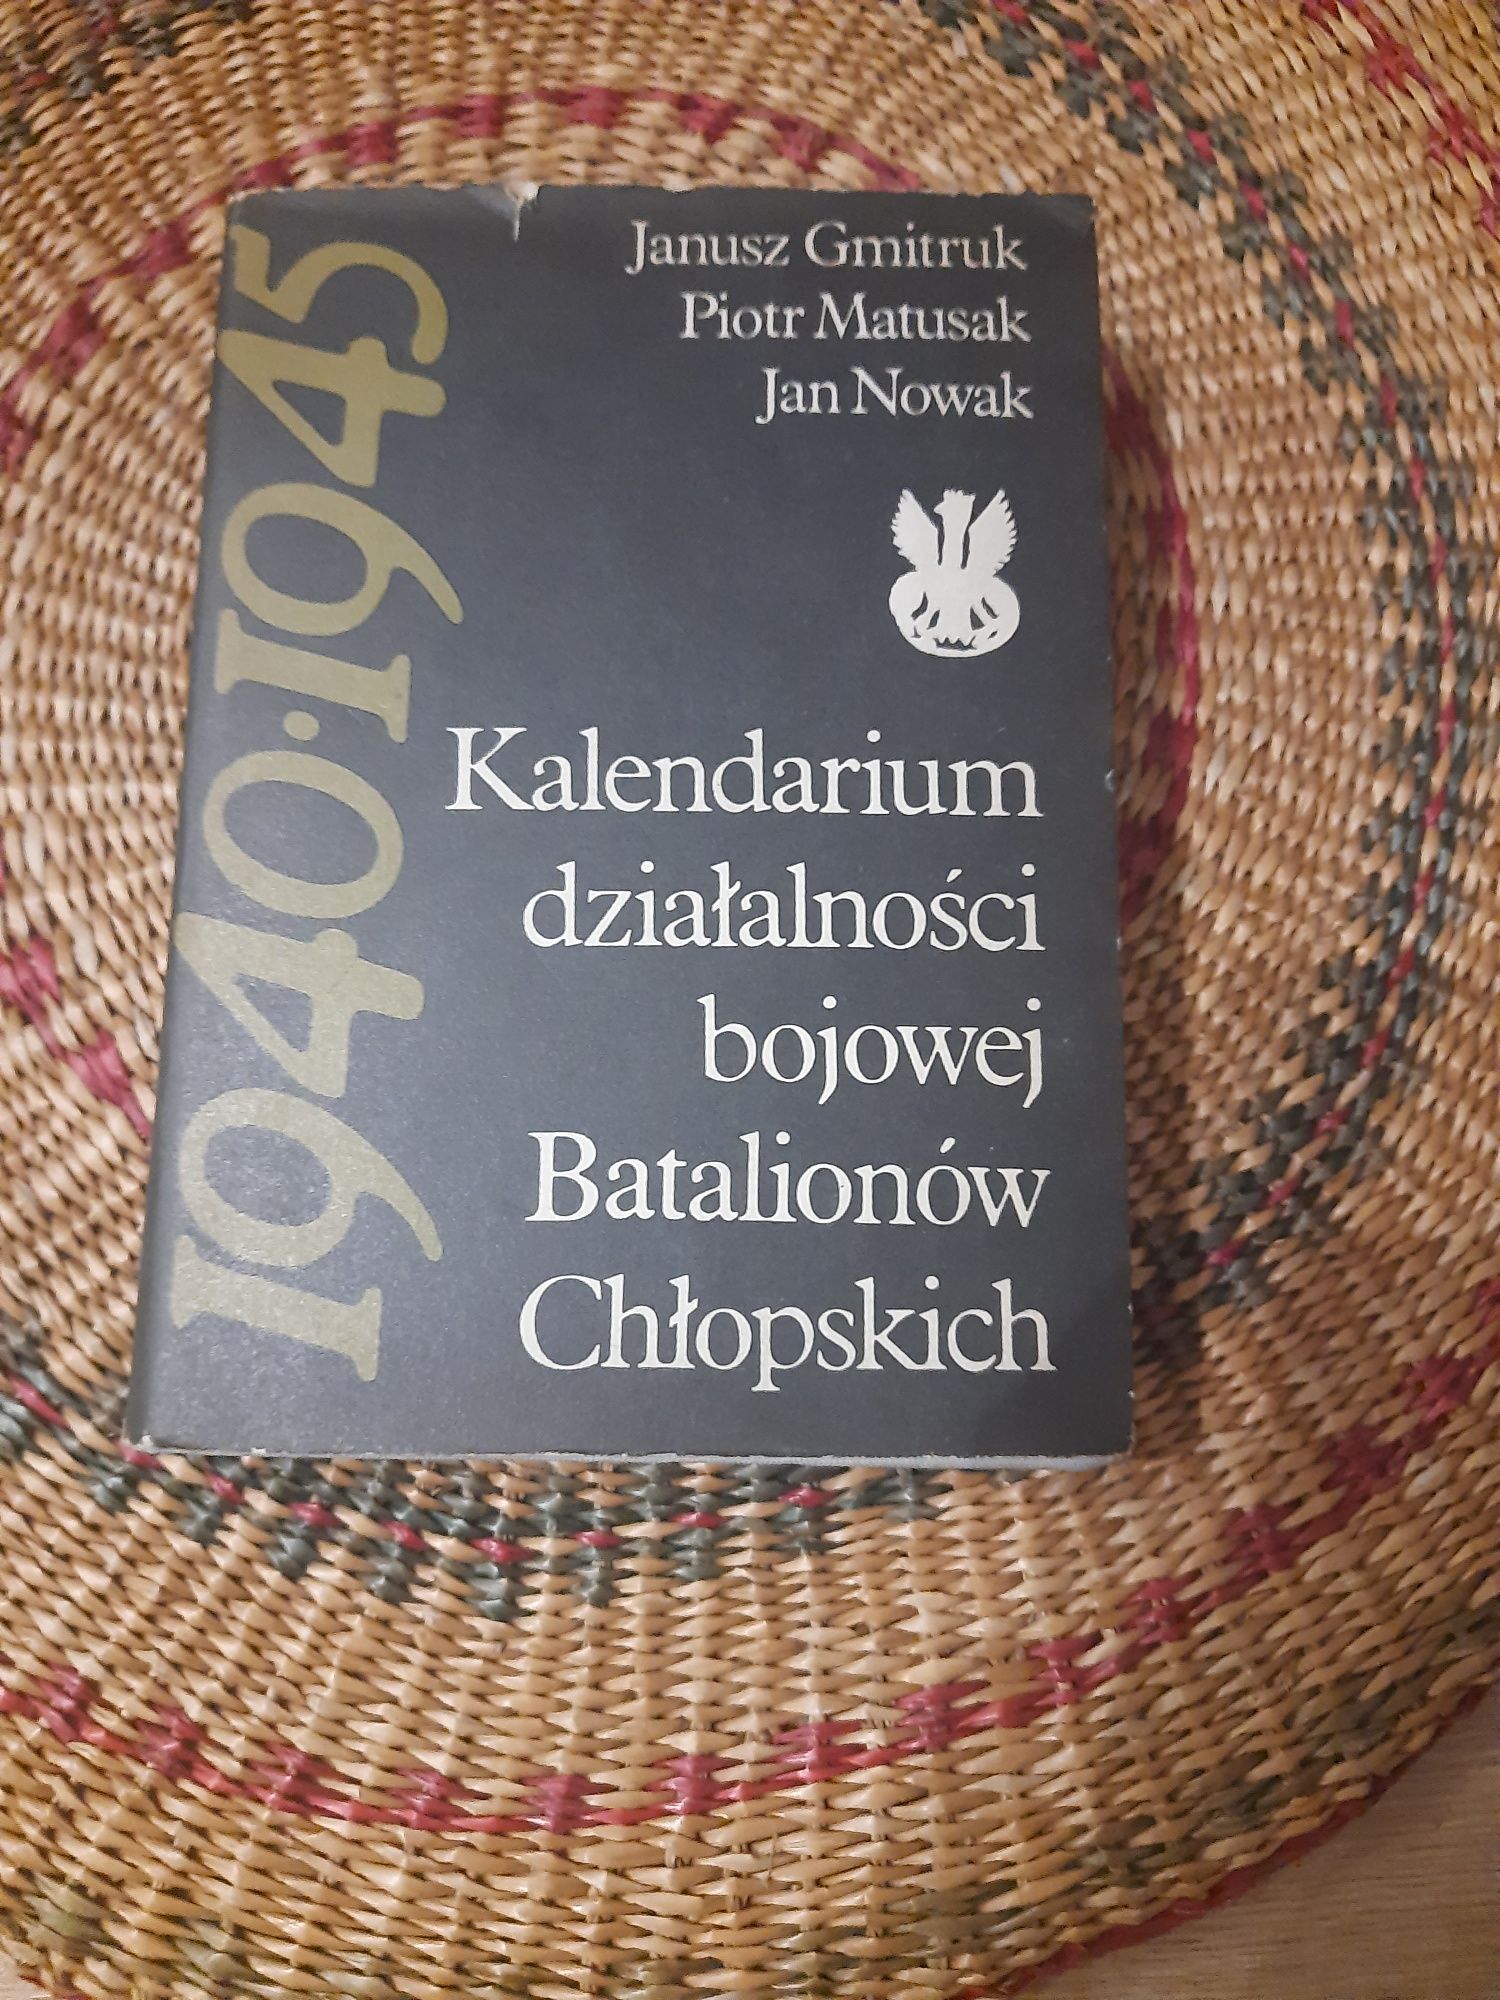 Janusz Gmitruk
Piotr Matusak
Jan Nowak
1940·1945
Kalendarium
działalności
bojowej
Batalionów
Chłopskich